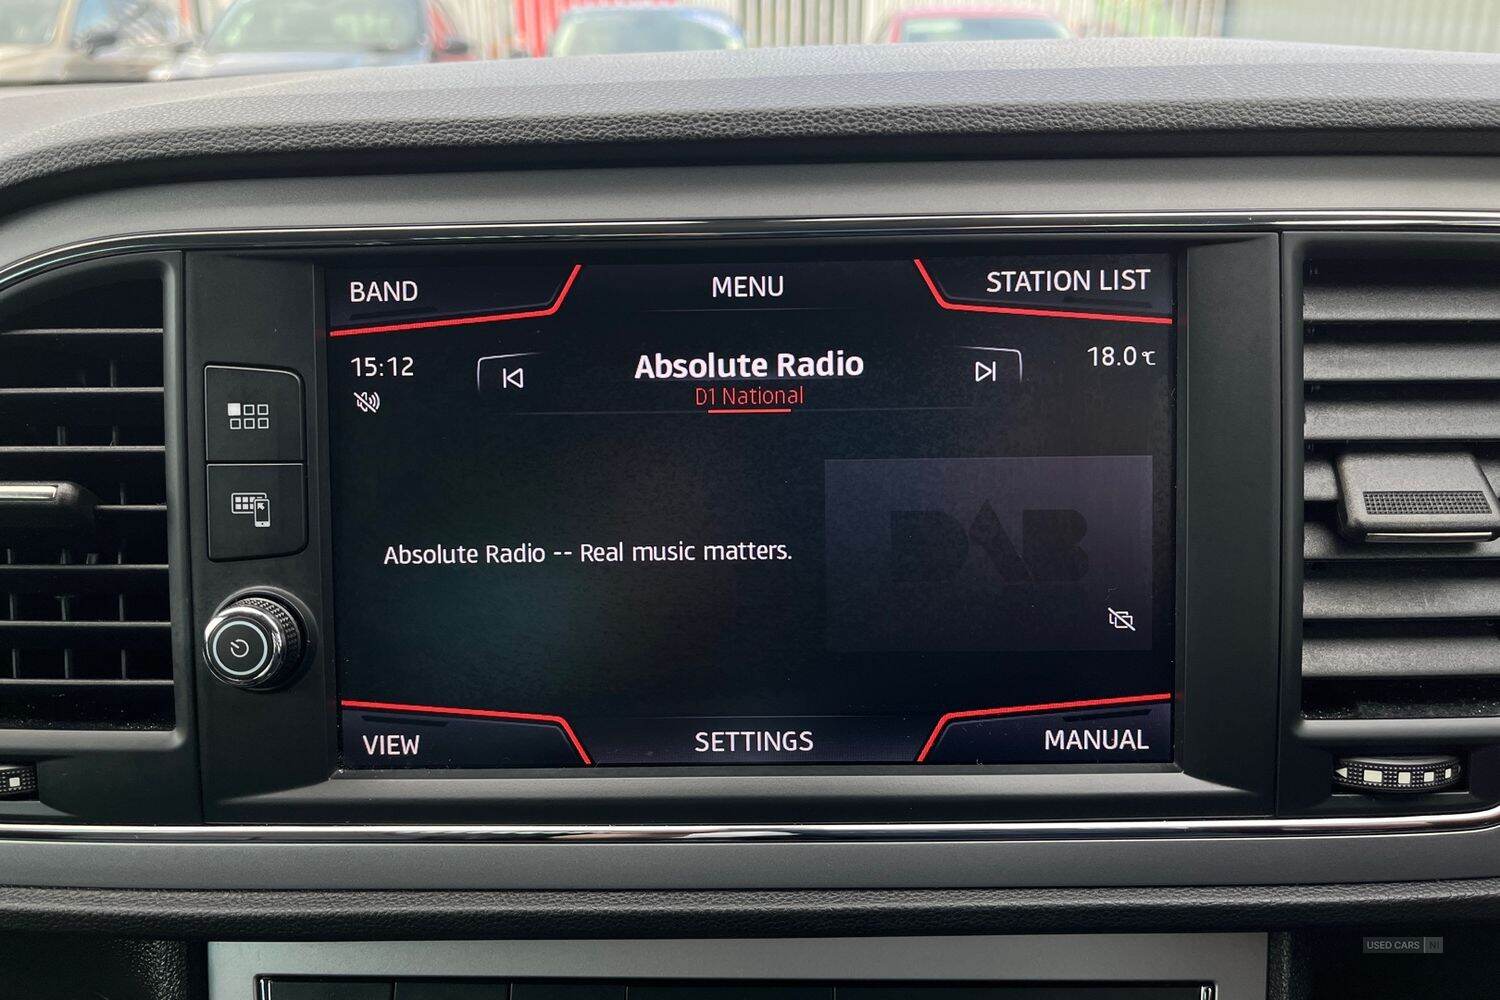 BAND
MENU
STATION LIST
15:12
Absolute Radio
18.0 °C
D1 National
DAB
Absolute Radio -- Real music matters.
VIEW
SETTINGS
MANUAL
USED CARS NI